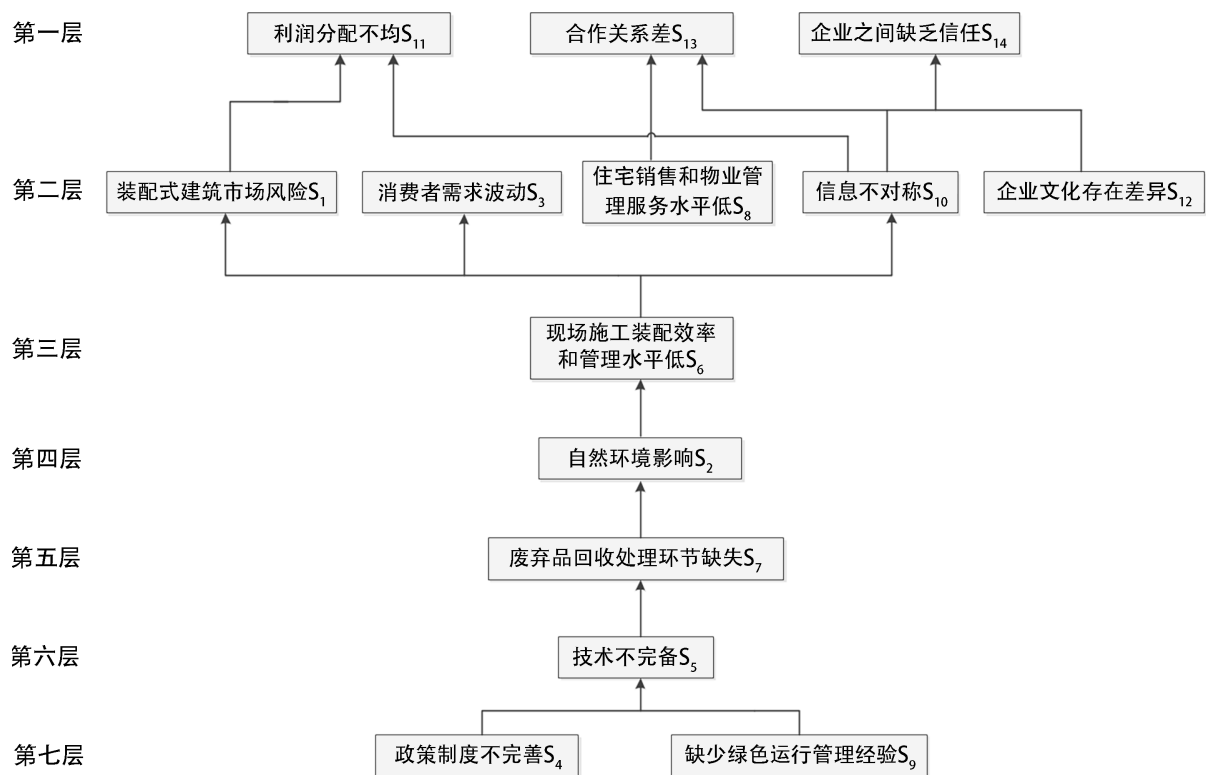 第一层 利润分配不均S11 合作关系差S13 企业之间缺乏信任S14
第二层 装配式建筑市场风险S1 消费者需求波动S3 住宅销售和物业管
理服务水平低S8 信息不对称S10 企业文化存在差异S12
第三层 现场施工装配效率
和管理水平低S6
第四层 自然环境影响S2
第五层 废弃品回收处理环节缺失S7
第六层 技术不完备S5
第七层 政策制度不完善S4 缺少绿色运行管理经验S9